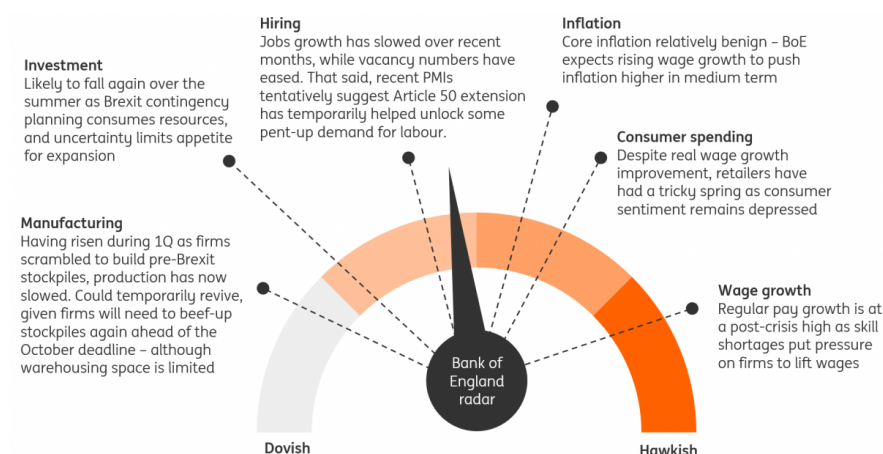 Investment
Likely to fall again over the
summer as Brexit contingency
planning consumes resources,
and uncertainty limits appetite
for expansion
Manufacturing
Having risen during 1Q as firms
scrambled to build pre-Brexit
stockpiles, production has now
slowed. Could temporarily revive,
given firms will need to beef-up
stockpiles again ahead of the
October deadline – although
warehousing space is limited
Hiring
Jobs growth has slowed over recent
months, while vacancy numbers have
eased. That said, recent PMIs
tentatively suggest Article 50 extension
has temporarily helped unlock some
pent-up demand for labour.
Inflation
Core inflation relatively benign – BoE
expects rising wage growth to push
inflation higher in medium term
Consumer spending
Despite real wage growth
improvement, retailers have
had a tricky spring as consumer
sentiment remains depressed
Wage growth
Regular pay growth is at
a post-crisis high as skill
shortages put pressure
on firms to lift wages
Bank of
England
radar
Dovish
Hawkish